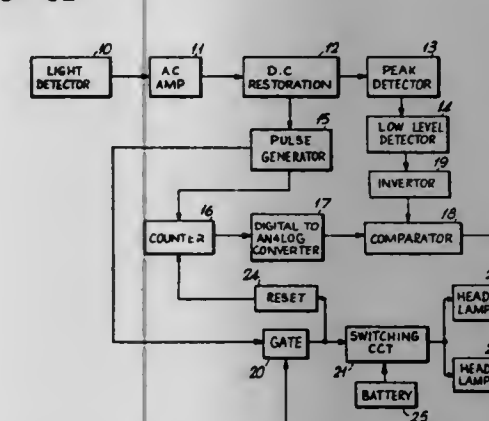 10
11
12
13
LIGHT
DETECTOR
AC
AMP
D.C
RESTORATION
PEAK
DETECTOR
14
LOW LEVEL
DETECTOR
15
PULSE
GENERATOR
19
INVERTOR
16
COUNTER
17
DIGITAL TO
ANALOG
CONVERTER
18
COMPARATOR
24
RESET
GATE
20
SWITCHING
CCT
21
BATTERY
25
HEAD
LAMP
HEAD
LAMP